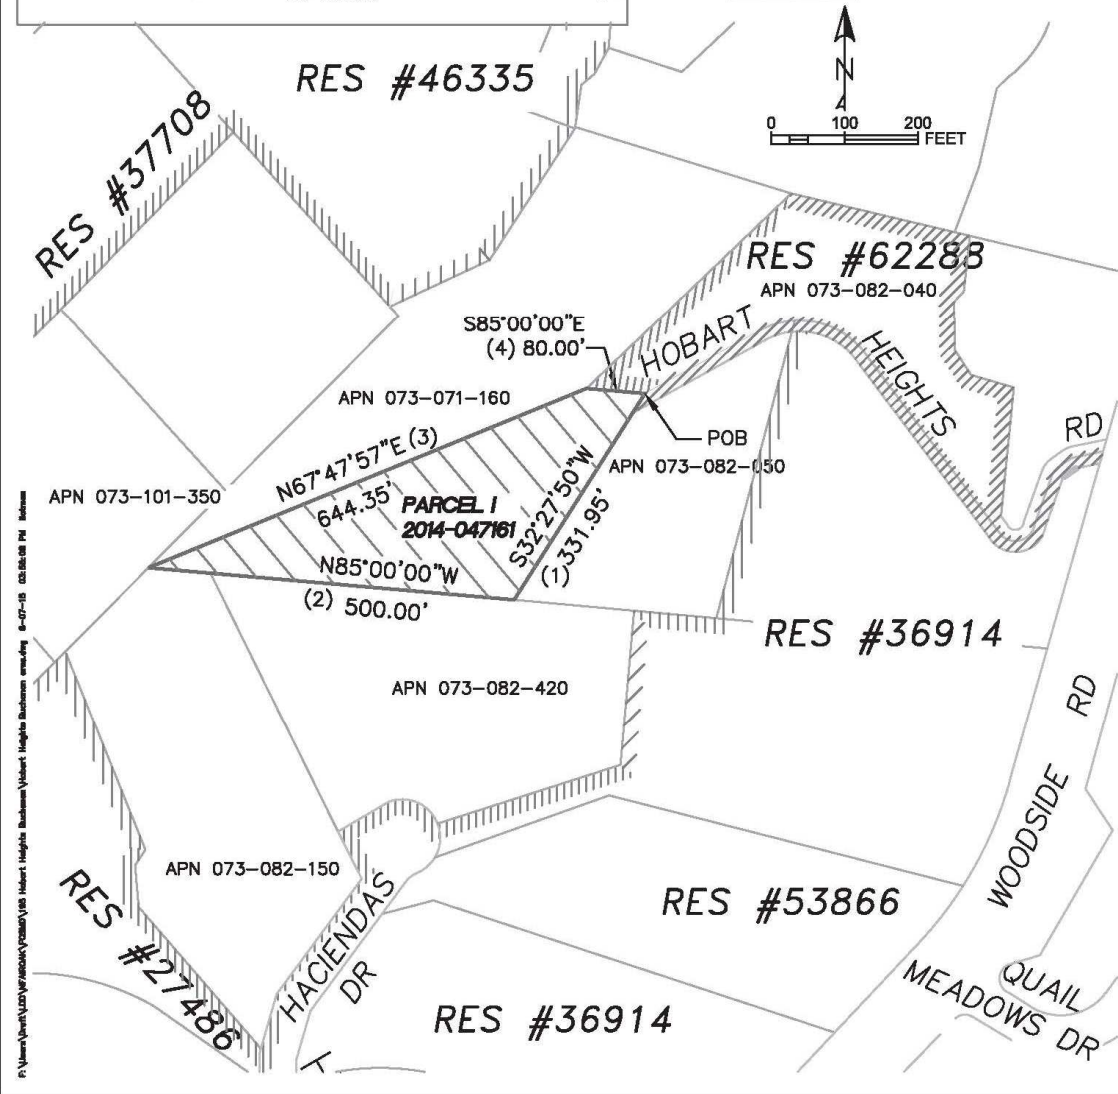 RES #46335
N
0 100 200
FEET
RES #37708
RES #62288
APN 073-082-040
S85°00'00"E
(4) 80.00'
HOBART
HEIGHTS
RD
APN 073-071-160
POB
APN 073-082-050
N67°47'57"E (3)
644.35'
APN 073-101-350
PARCEL I
2014-047161
S32°27'50"W
(1) 331.95'
N85°00'00"W
(2) 500.00'
RES #36914
APN 073-082-420
WOODSIDE RD
APN 073-082-150
RES #27486
HACIENDAS
DR
RES #53866
RES #36914
QUAIL
MEADOWS DR